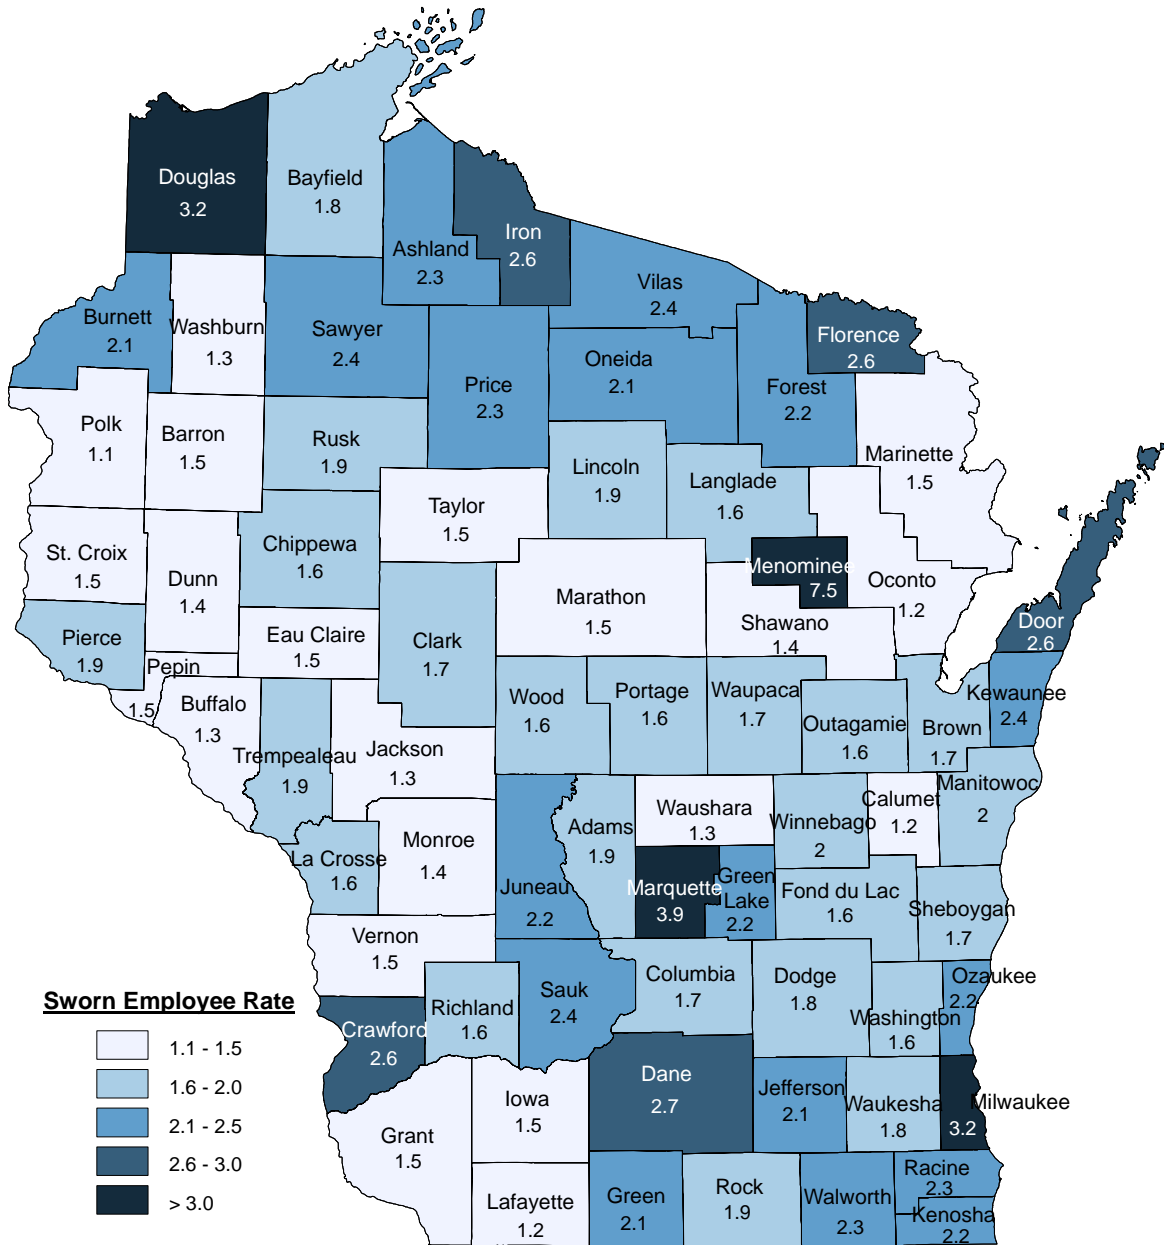 Douglas
3.2
Bayfield
1.8
Ashland
2.3
Iron
2.6
Vilas
2.4
Florence
2.6
Burnett
2.1
Washburn
1.3
Sawyer
2.4
Price
2.3
Oneida
2.1
Forest
2.2
Marinette
1.5
Polk
1.1
Barron
1.5
Rusk
1.9
Lincoln
1.9
Langlade
1.6
Taylor
1.5
St. Croix
1.5
Dunn
1.4
Chippewa
1.6
Menominee
7.5
Oconto
1.2
Marathon
1.5
Shawano
1.4
Door
2.6
Pierce
1.9
Pepin
1.5
Eau Claire
1.5
Clark
1.7
Buffalo
1.3
Trempealeau
1.9
Jackson
1.3
Wood
1.6
Portage
1.6
Waupaca
1.7
Outagamie
1.6
Brown
1.7
Kewaunee
2.4
Manitowoc
2
Calumet
1.2
Winnebago
2
Waushara
1.3
Adams
1.9
Monroe
1.4
La Crosse
1.6
Juneau
2.2
Marquette
3.9
Green
Lake
2.2
Fond du Lac
1.6
Sheboygan
1.7
Vernon
1.5
Richland
1.6
Sauk
2.4
Columbia
1.7
Dodge
1.8
Washington
1.6
Ozaukee
2.2
Crawford
2.6
Grant
1.5
Iowa
1.5
Dane
2.7
Jefferson
2.1
Waukesha
1.8
Milwaukee
3.2
Lafayette
1.2
Green
2.1
Rock
1.9
Walworth
2.3
Racine
2.3
Kenosha
2.2
Sworn Employee Rate
1.1 - 1.5
1.6 - 2.0
2.1 - 2.5
2.6 - 3.0
> 3.0